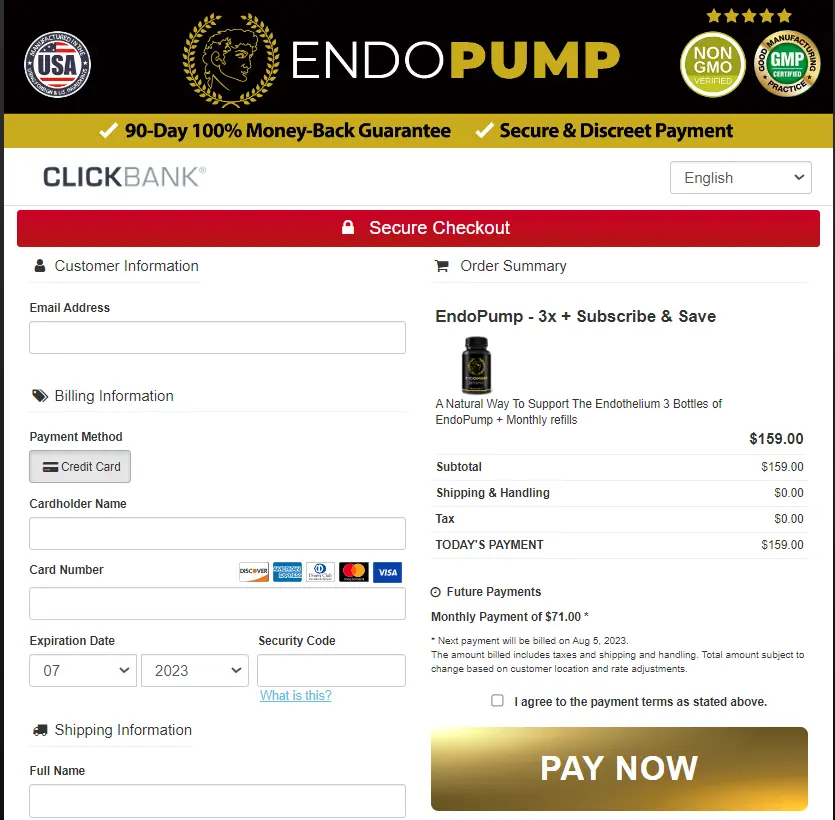 MANUFACTURED IN THE
USA
ENDOPUMP
NON
GMO
VERIFIED
GOOD MANUFACTURING
GMP
CERTIFIED
PRACTICE
90-Day 100% Money-Back Guarantee
Secure & Discreet Payment
CLICKBANK®
English
Secure Checkout
Customer Information
Email Address
Billing Information
Payment Method
Credit Card
Cardholder Name
Card Number
DISCOVER
AMERICAN EXPRESS
Diners Club
VISA
Expiration Date
Security Code
07
2023
What is this?
Shipping Information
Full Name
Order Summary
EndoPump - 3x + Subscribe & Save
A Natural Way To Support The Endothelium 3 Bottles of
EndoPump + Monthly refills
$159.00
Subtotal $159.00
Shipping & Handling $0.00
Tax $0.00
TODAY'S PAYMENT $159.00
Future Payments
Monthly Payment of $71.00 *
* Next payment will be billed on Aug 5, 2023.
The amount billed includes taxes and shipping and handling. Total amount subject to
change based on customer location and rate adjustments.
I agree to the payment terms as stated above.
PAY NOW